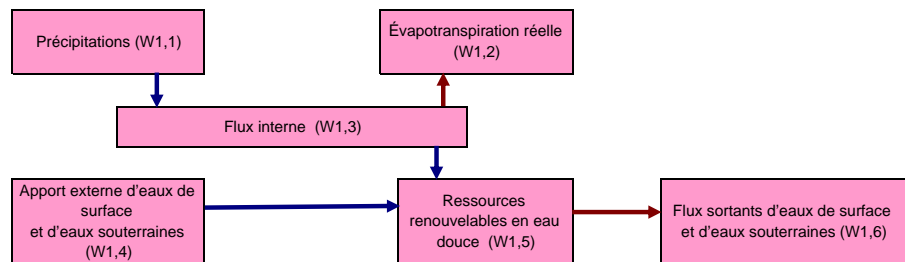 Précipitations (W1,1)
Évapotranspiration réelle
(W1,2)
Flux interne (W1,3)
Apport externe d'eaux de
surface
et d'eaux souterraines
(W1,4)
Ressources
renouvelables en eau
douce (W1,5)
Flux sortants d'eaux de surface
et d'eaux souterraines (W1,6)